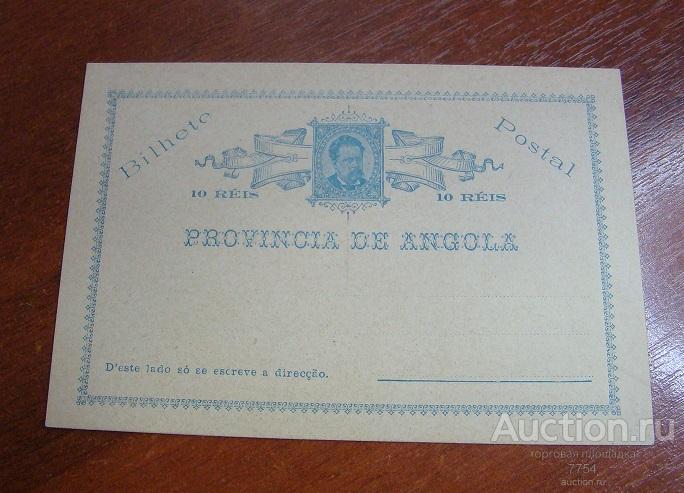 Bilhete Postal
10 RÉIS 10 RÉIS
PROVINCIA DE ANGOLA
D'este lado só se escreve a direcção.
Auction.ru
торговая площадка
7754
auction.ru